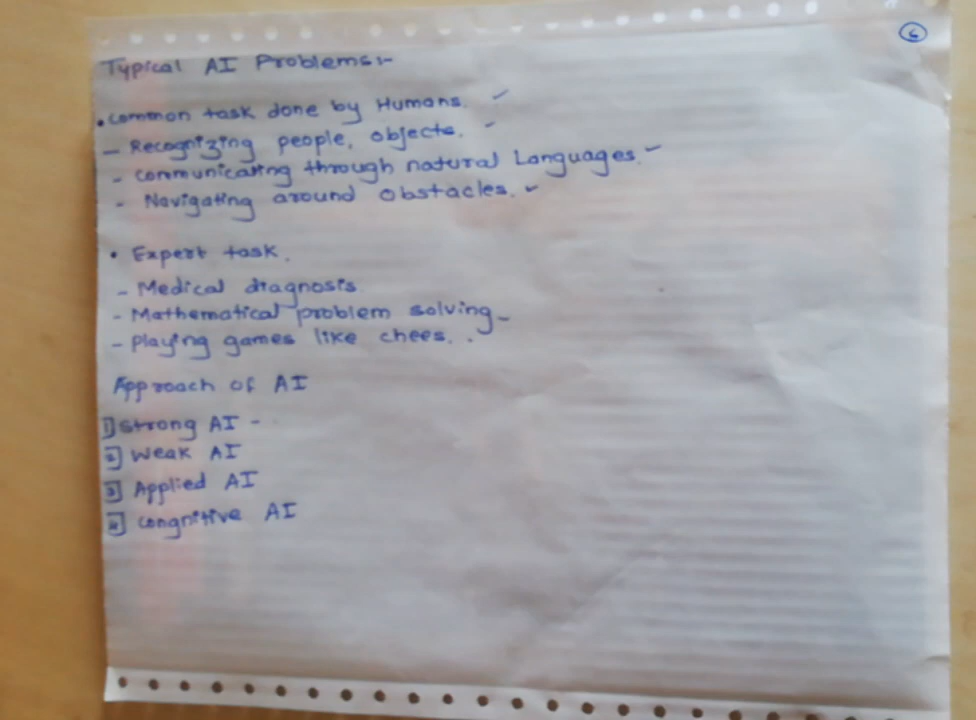 6
Typical AI Problems:-
• Common task done by Humans.
- Recognizing people, objects.
- Communicating through natural Languages.
- Navigating around obstacles.
• Expert task.
- Medical diagnosis
- Mathematical problem solving
- Playing games like chees.
Approach of AI
1] Strong AI -
2] Weak AI
3] Applied AI
4] Congnitive AI